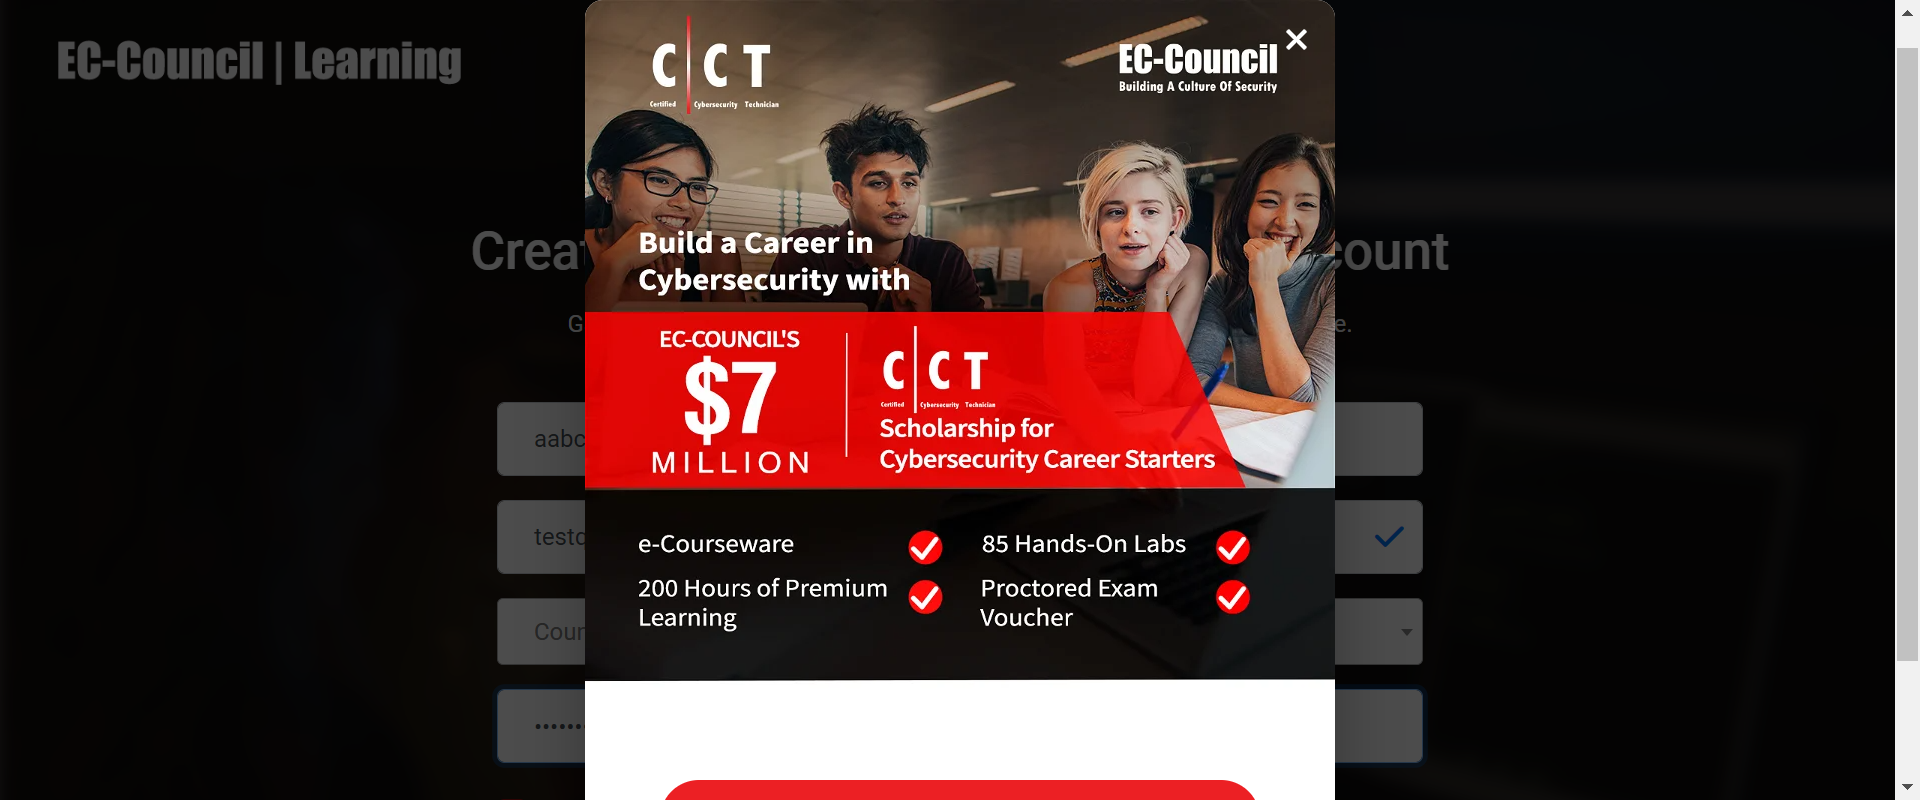 EC-Council | Learning
C|CT
Certified Cybersecurity Technician
EC-Council
Building A Culture Of Security
Build a Career in
Cybersecurity with
EC-COUNCIL'S
$7
MILLION
C|CT
Certified Cybersecurity Technician
Scholarship for
Cybersecurity Career Starters
e-Courseware
85 Hands-On Labs
200 Hours of Premium
Learning
Proctored Exam
Voucher